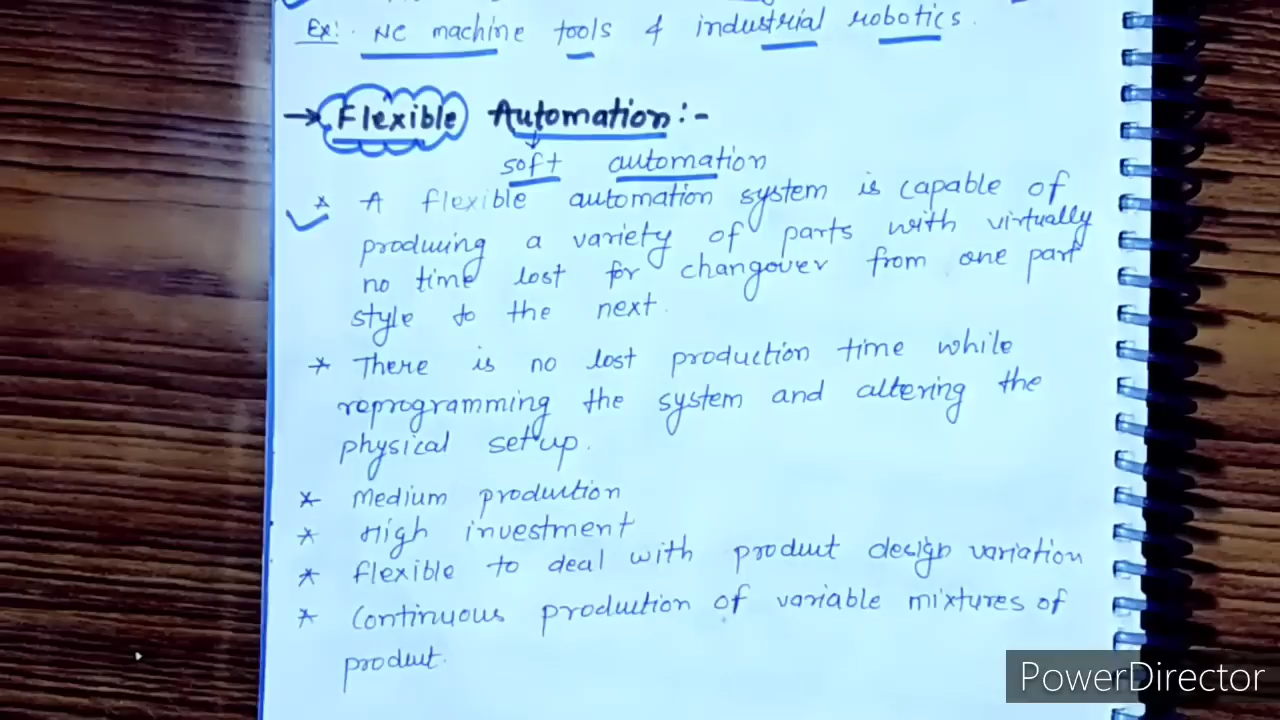 Ex: NC machine tools & industrial robotics.
→ Flexible Automation:-
soft automation
* A flexible automation system is capable of
producing a variety of parts with virtually
no time lost for changover from one part
style to the next.
* There is no lost production time while
reprogramming the system and altering the
physical setup.
* Medium production
* High investment
* flexible to deal with product design variation
* Continuous production of variable mixtures of
product.
PowerDirector